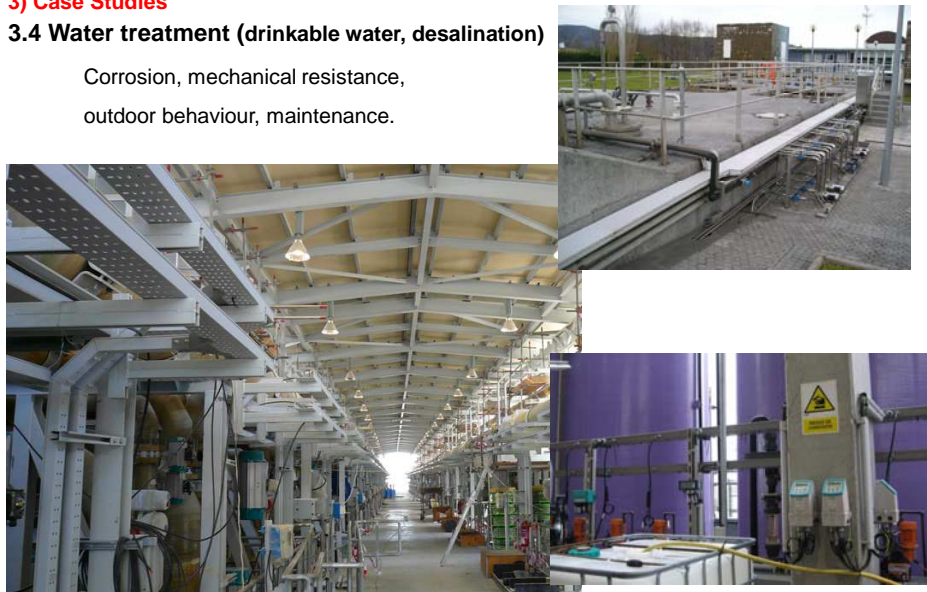 3) Case Studies
3.4 Water treatment (drinkable water, desalination)
Corrosion, mechanical resistance,
outdoor behaviour, maintenance.